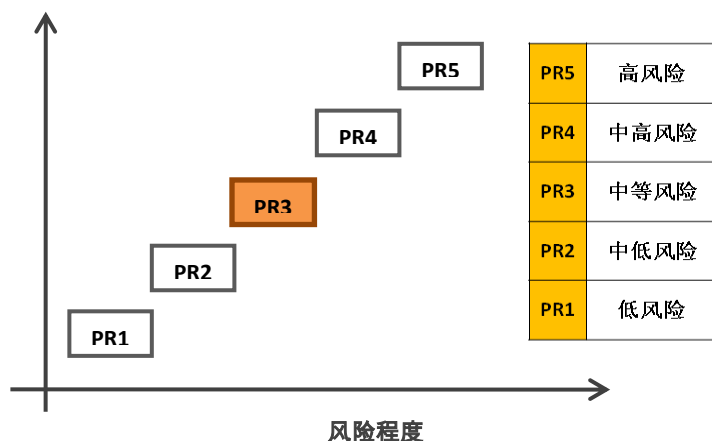 PR5
PR4
PR3
PR2
PR1
风险程度
PR5 高风险
PR4 中高风险
PR3 中等风险
PR2 中低风险
PR1 低风险